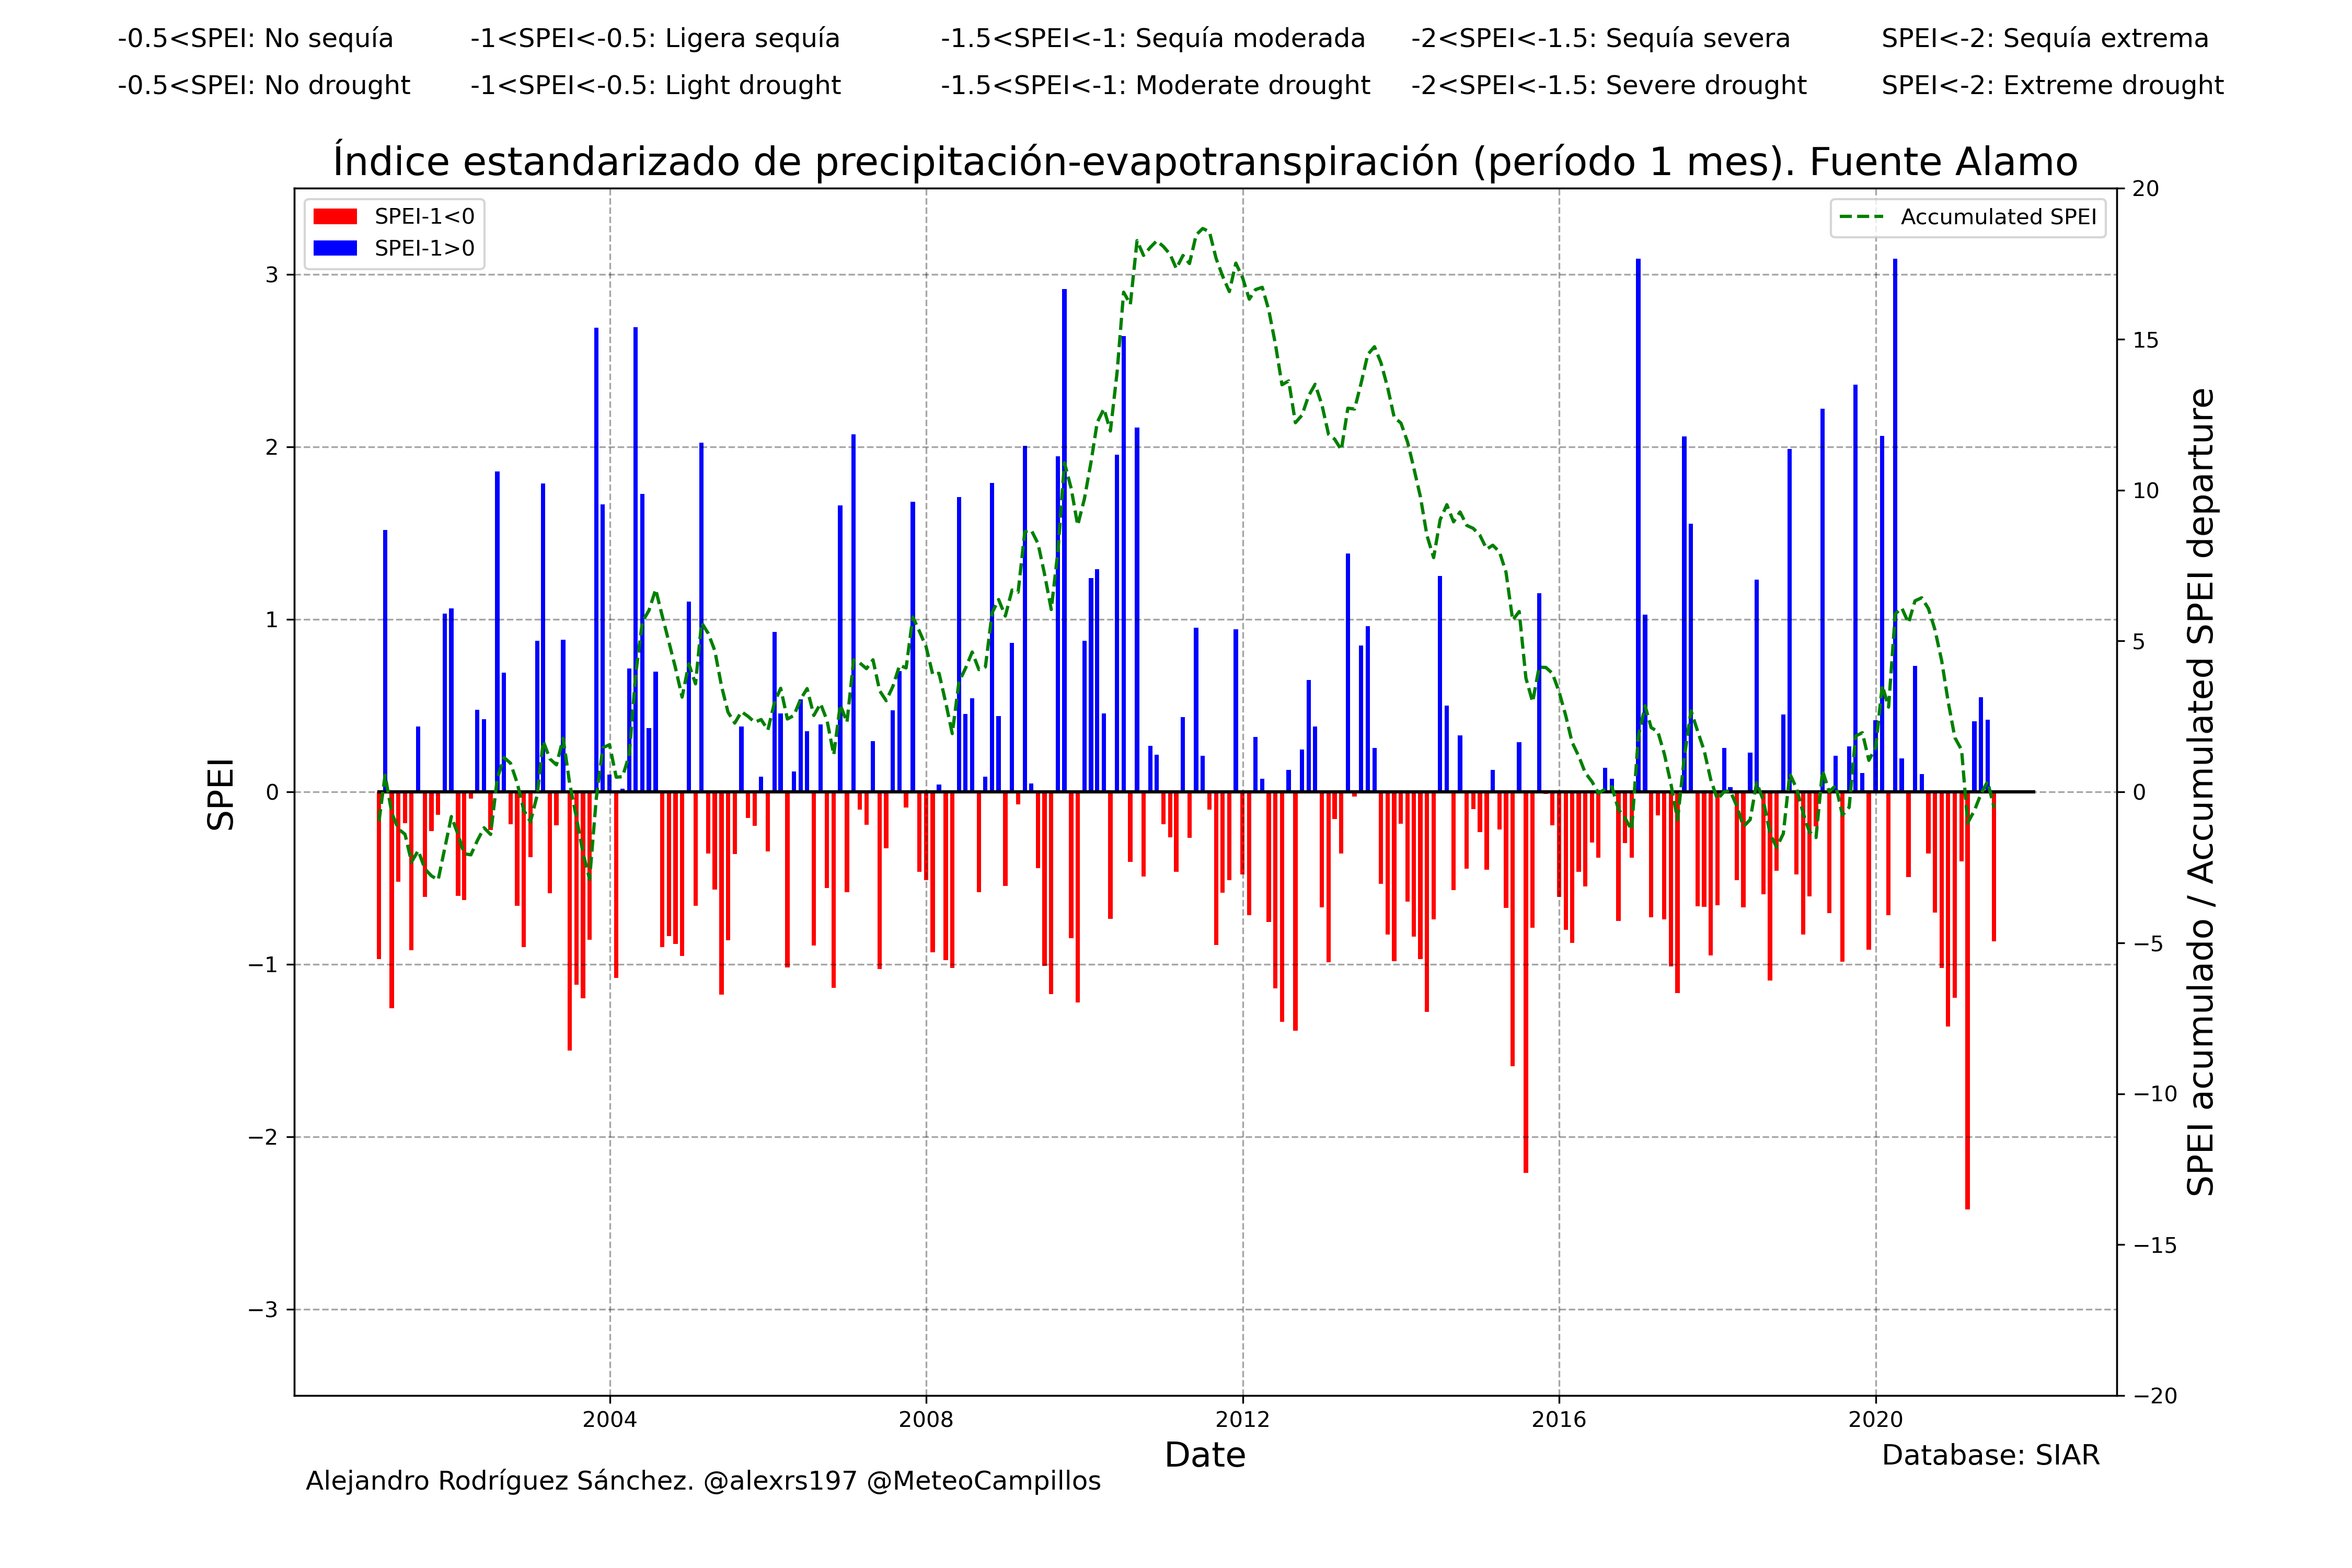 -0.5<SPEI: No sequía -1<SPEI<-0.5: Ligera sequía -1.5<SPEI<-1: Sequía moderada -2<SPEI<-1.5: Sequía severa SPEI<-2: Sequía extrema
-0.5<SPEI: No drought -1<SPEI<-0.5: Light drought -1.5<SPEI<-1: Moderate drought -2<SPEI<-1.5: Severe drought SPEI<-2: Extreme drought
Índice estandarizado de precipitación-evapotranspiración (período 1 mes). Fuente Alamo
SPEI-1<0
SPEI-1>0
Accumulated SPEI
SPEI
3
2
1
0
−1
−2
−3
20
15
10
5
0
−5
−10
−15
−20
SPEI acumulado / Accumulated SPEI departure
2004 2008 2012 2016 2020
Date
Database: SIAR
Alejandro Rodríguez Sánchez. @alexrs197 @MeteoCampillos